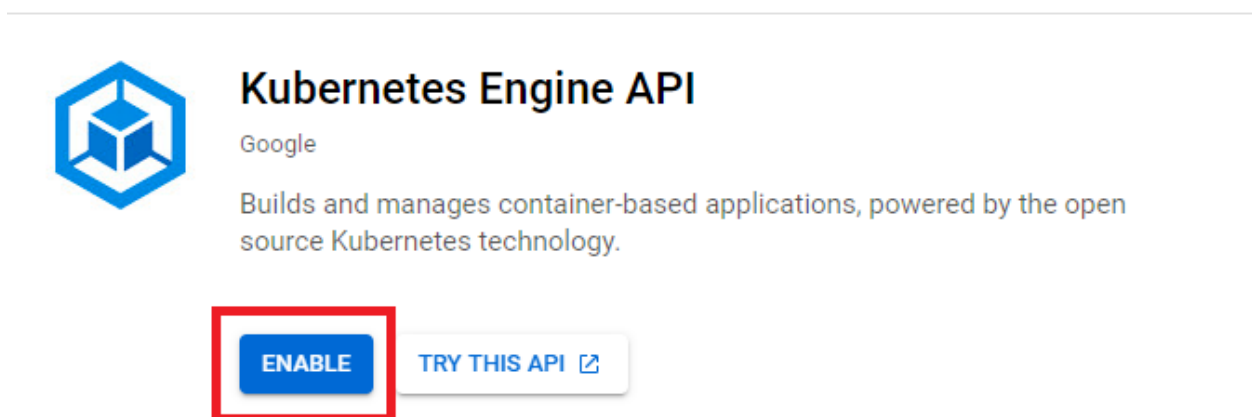 Kubernetes Engine API
Google
Builds and manages container-based applications, powered by the open
source Kubernetes technology.
ENABLE
TRY THIS API